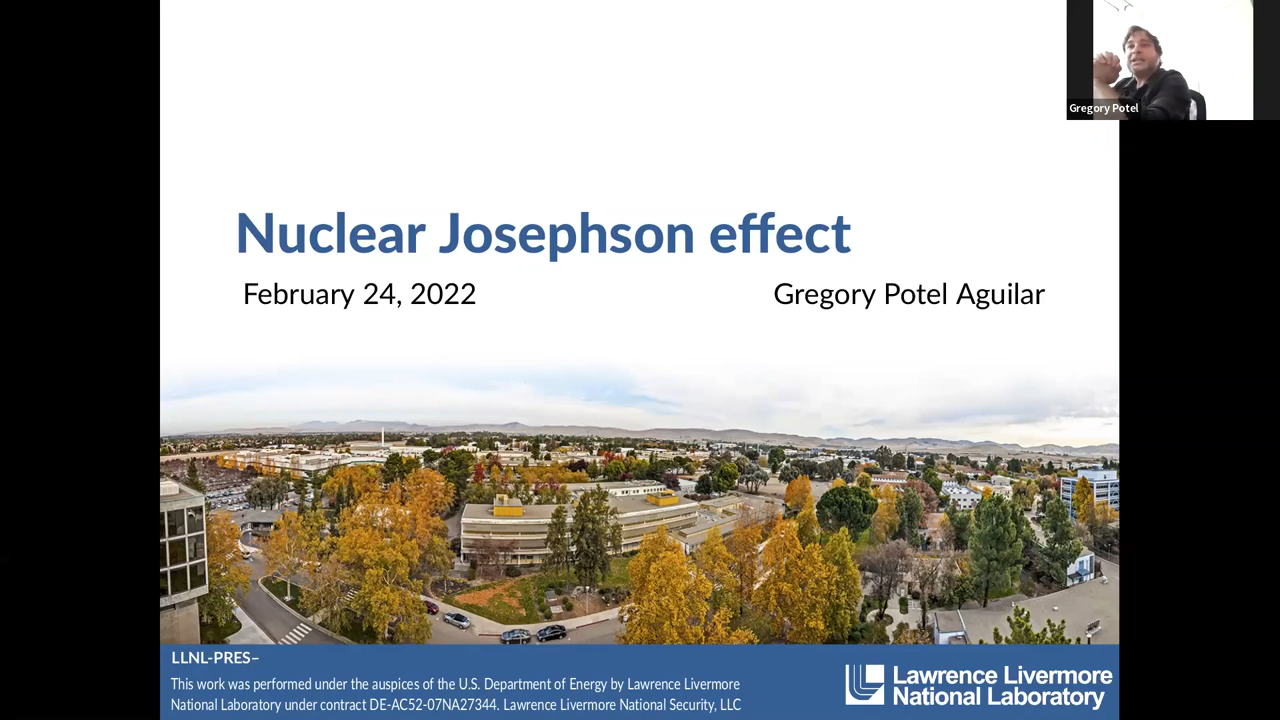 Gregory Potel
Nuclear Josephson effect
February 24, 2022
Gregory Potel Aguilar
LLNL-PRES–
This work was performed under the auspices of the U.S. Department of Energy by Lawrence Livermore
National Laboratory under contract DE-AC52-07NA27344. Lawrence Livermore National Security, LLC
Lawrence Livermore
National Laboratory